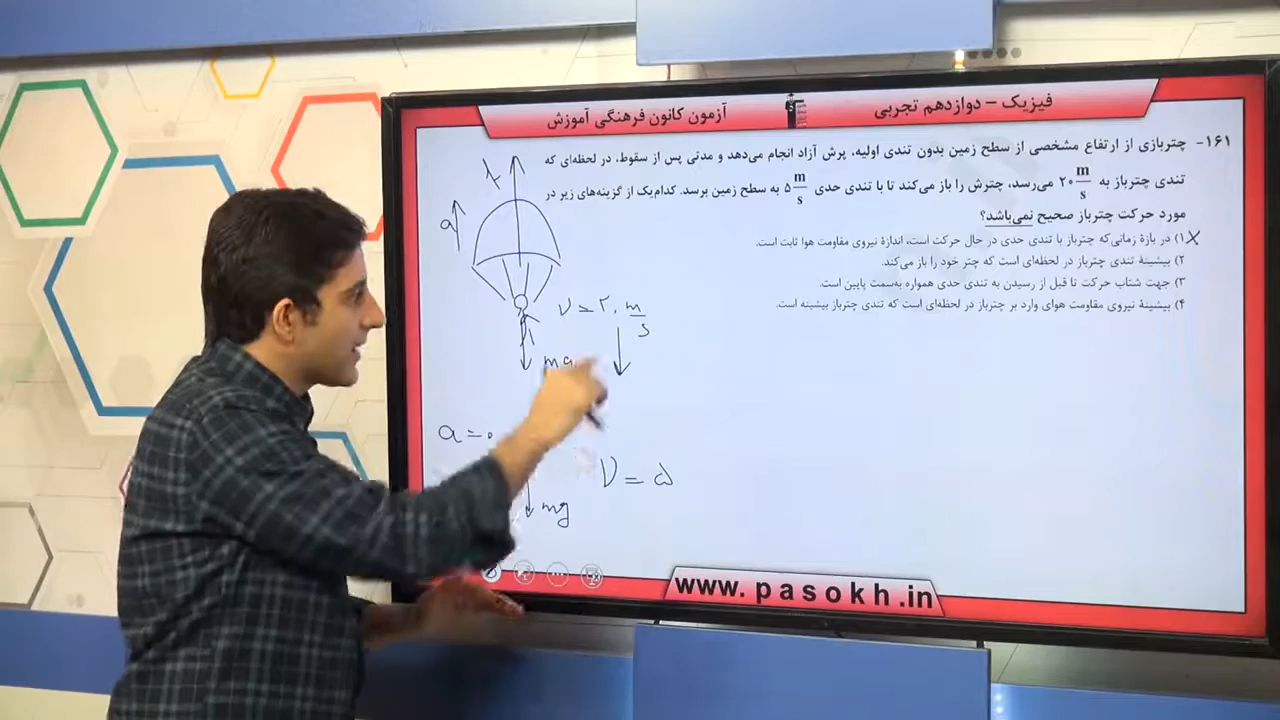 آزمون کانون فرهنگی آموزش
فیزیک - دوازدهم تجربی
۱۶۱- چتربازی از ارتفاع مشخصی از سطح زمین بدون تندی اولیه، پرش آزاد انجام می‌دهد و مدتی پس از سقوط، در لحظه‌ای که
تندی چترباز به ۲۰ m/s می‌رسد، چترش را باز می‌کند تا با تندی حدی ۵ m/s به سطح زمین برسد. کدام‌یک از گزینه‌های زیر در
مورد حرکت چترباز صحیح نمی‌باشد؟
۱) در بازه زمانی‌که چترباز با تندی حدی در حال حرکت است، اندازهٔ نیروی مقاومت هوا ثابت است.
۲) بیشینهٔ تندی چترباز در لحظه‌ای است که چتر خود را باز می‌کند.
۳) جهت شتاب حرکت تا قبل از رسیدن به تندی حدی همواره به‌سمت پایین است.
۴) بیشینهٔ نیروی مقاومت هوای وارد بر چترباز در لحظه‌ای است که تندی چترباز بیشینه است.
a
V = ۲۰ m/s
mg
a = ۰
V = ۵
mg
www.pasokh.in